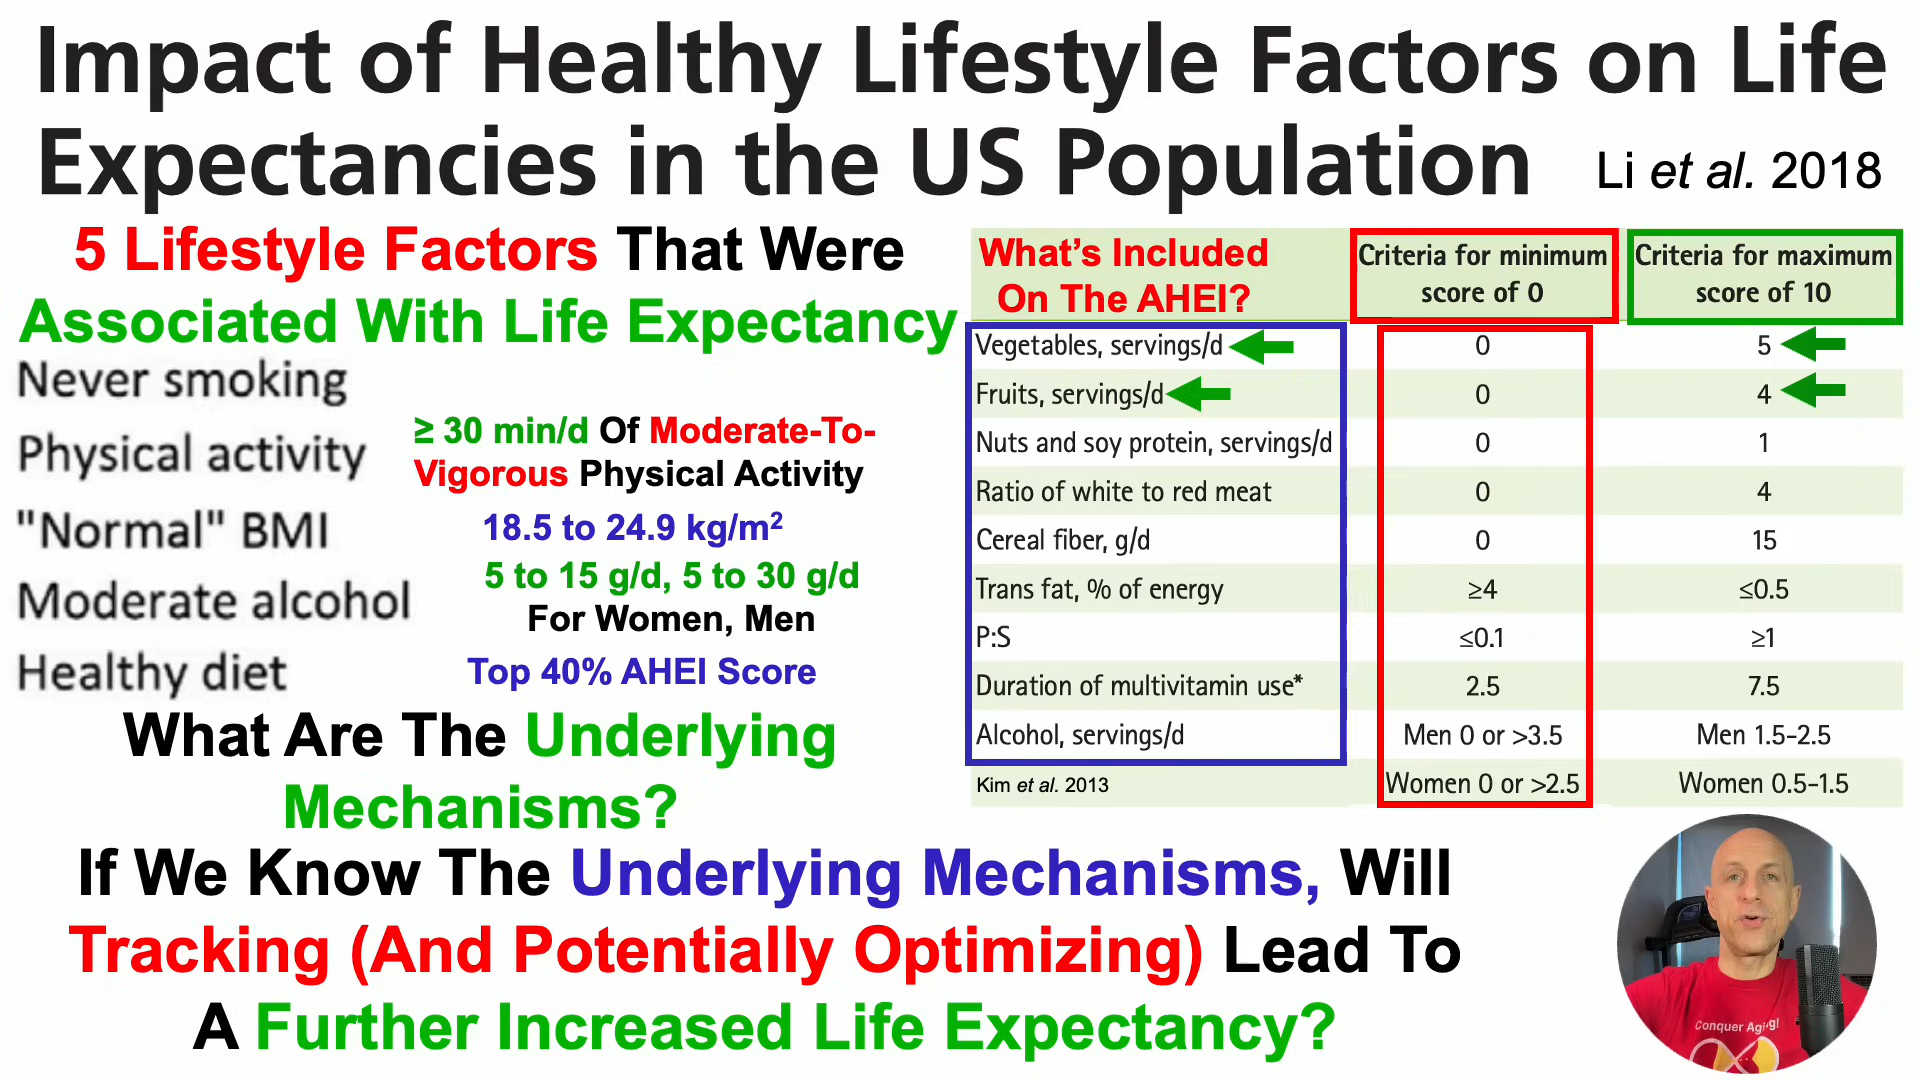 Impact of Healthy Lifestyle Factors on Life
Expectancies in the US Population
Li et al. 2018
5 Lifestyle Factors That Were
Associated With Life Expectancy
Never smoking
Physical activity
≥ 30 min/d Of Moderate-To-
Vigorous Physical Activity
"Normal" BMI
18.5 to 24.9 kg/m²
Moderate alcohol
5 to 15 g/d, 5 to 30 g/d
For Women, Men
Healthy diet
Top 40% AHEI Score
What Are The Underlying
Mechanisms?
What's Included
On The AHEI?
Criteria for minimum
score of 0
Criteria for maximum
score of 10
Vegetables, servings/d 0 5
Fruits, servings/d 0 4
Nuts and soy protein, servings/d 0 1
Ratio of white to red meat 0 4
Cereal fiber, g/d 0 15
Trans fat, % of energy ≥4 ≤0.5
P:S ≤0.1 ≥1
Duration of multivitamin use* 2.5 7.5
Alcohol, servings/d Men 0 or >3.5 Men 1.5–2.5
Kim et al. 2013 Women 0 or >2.5 Women 0.5–1.5
If We Know The Underlying Mechanisms, Will
Tracking (And Potentially Optimizing) Lead To
A Further Increased Life Expectancy?
Conquer Aging!